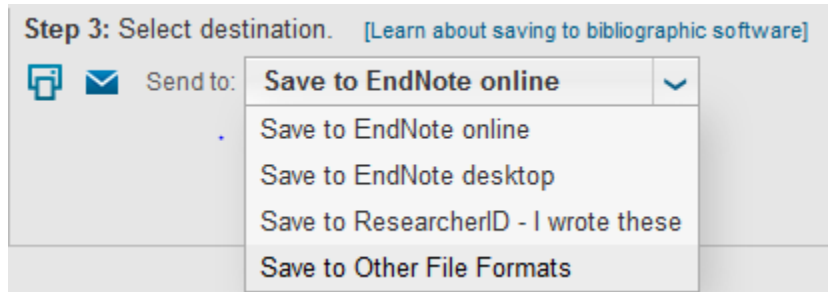 Step 3: Select destination. [Learn about saving to bibliographic software]
Send to: Save to EndNote online
Save to EndNote online
Save to EndNote desktop
Save to ResearcherID - I wrote these
Save to Other File Formats